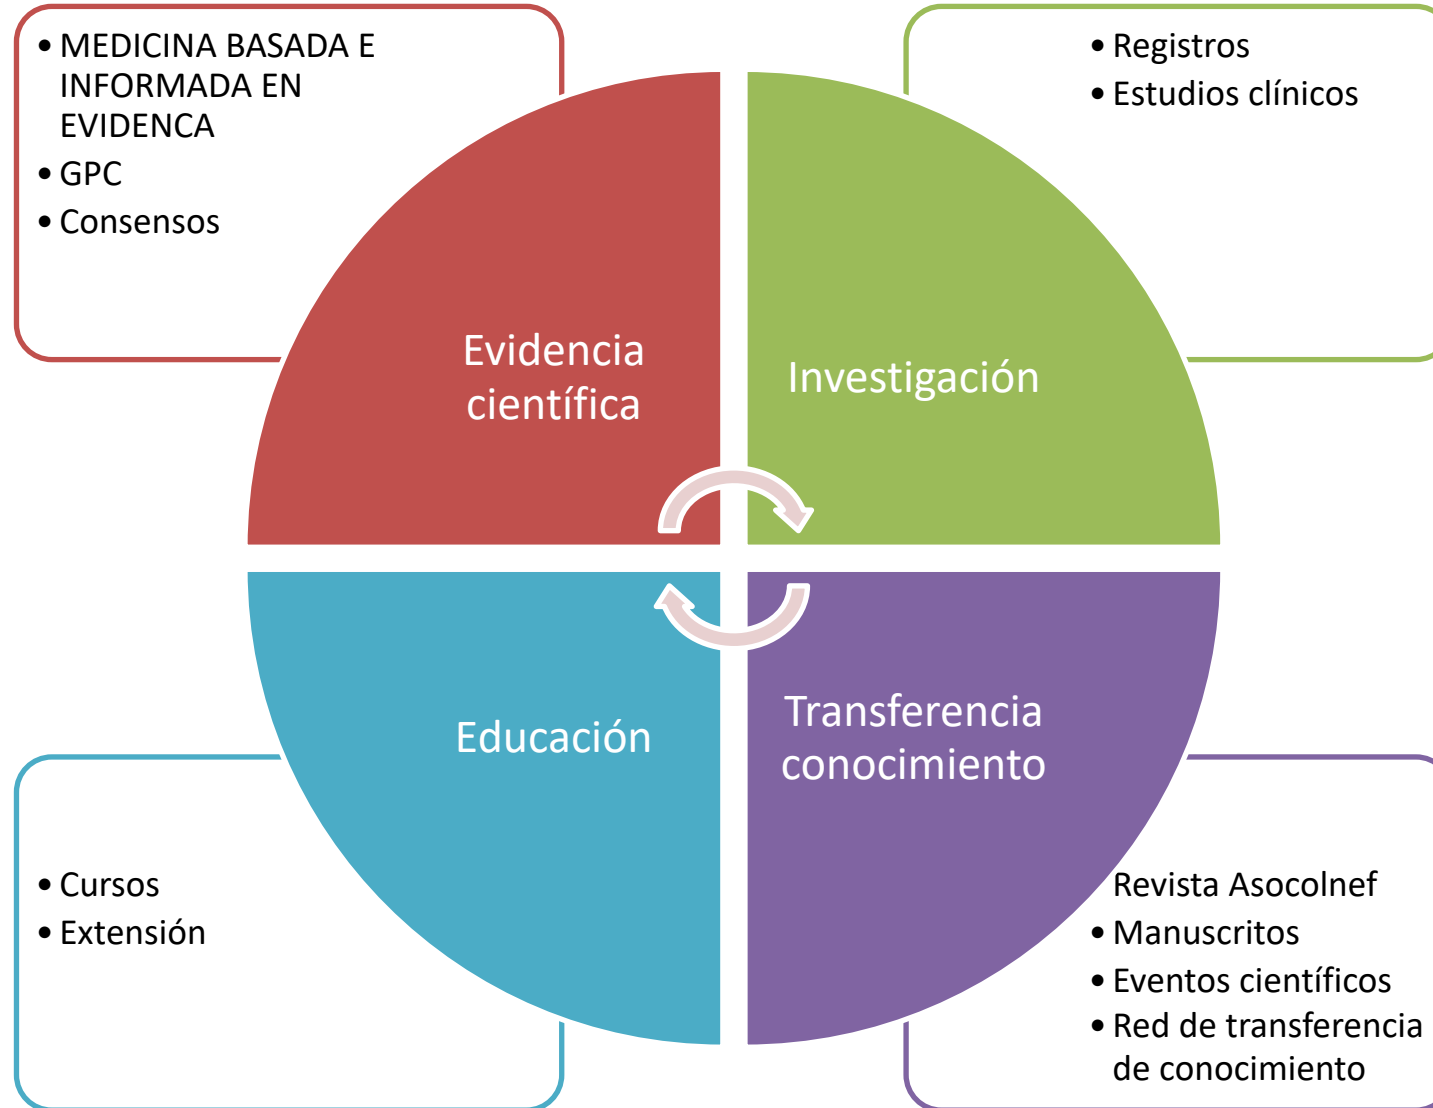 • MEDICINA BASADA E
INFORMADA EN
EVIDENCA
• GPC
• Consensos
• Registros
• Estudios clínicos
Evidencia
científica
Investigación
Educación
Transferencia
conocimiento
• Cursos
• Extensión
Revista Asocolnef
• Manuscritos
• Eventos científicos
• Red de transferencia
de conocimiento